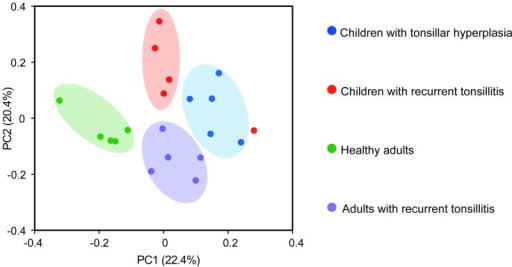 0.4
0.2
0
-0.2
-0.4
PC2 (20.4%)
-0.4
-0.2
0
0.2
0.4
PC1 (22.4%)
Children with tonsillar hyperplasia
Children with recurrent tonsillitis
Healthy adults
Adults with recurrent tonsillitis